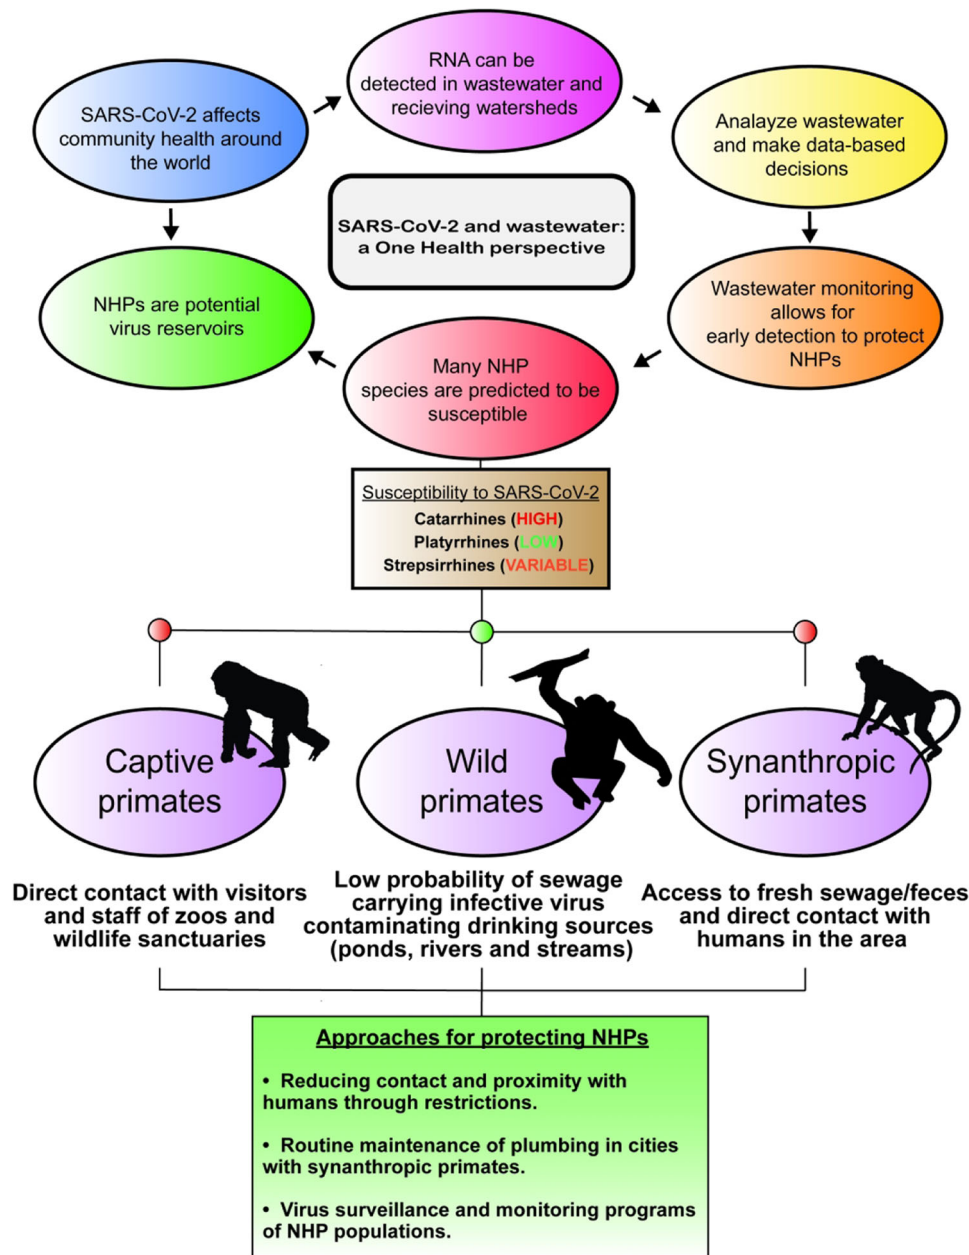 SARS-CoV-2 affects
community health around
the world
RNA can be
detected in wastewater and
recieving watersheds
Analayze wastewater
and make data-based
decisions
SARS-CoV-2 and wastewater:
a One Health perspective
NHPs are potential
virus reservoirs
Many NHP
species are predicted to be
susceptible
Wastewater monitoring
allows for
early detection to protect
NHPs
Susceptibility to SARS-CoV-2
Catarrhines (HIGH)
Platyrrhines (LOW)
Strepsirrhines (VARIABLE)
Captive
primates
Wild
primates
Synanthropic
primates
Direct contact with visitors
and staff of zoos and
wildlife sanctuaries
Low probability of sewage
carrying infective virus
contaminating drinking sources
(ponds, rivers and streams)
Access to fresh sewage/feces
and direct contact with
humans in the area
Approaches for protecting NHPs
• Reducing contact and proximity with
humans through restrictions.
• Routine maintenance of plumbing in cities
with synanthropic primates.
• Virus surveillance and monitoring programs
of NHP populations.